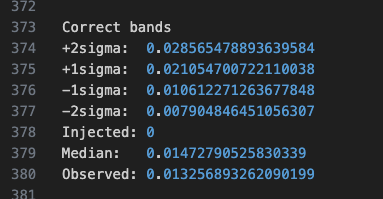 372
373 Correct bands
374 +2sigma: 0.028565478893639584
375 +1sigma: 0.021054700722110038
376 -1sigma: 0.010612271263677848
377 -2sigma: 0.007904846451056307
378 Injected: 0
379 Median: 0.01472790525830339
380 Observed: 0.013256893262090199
381